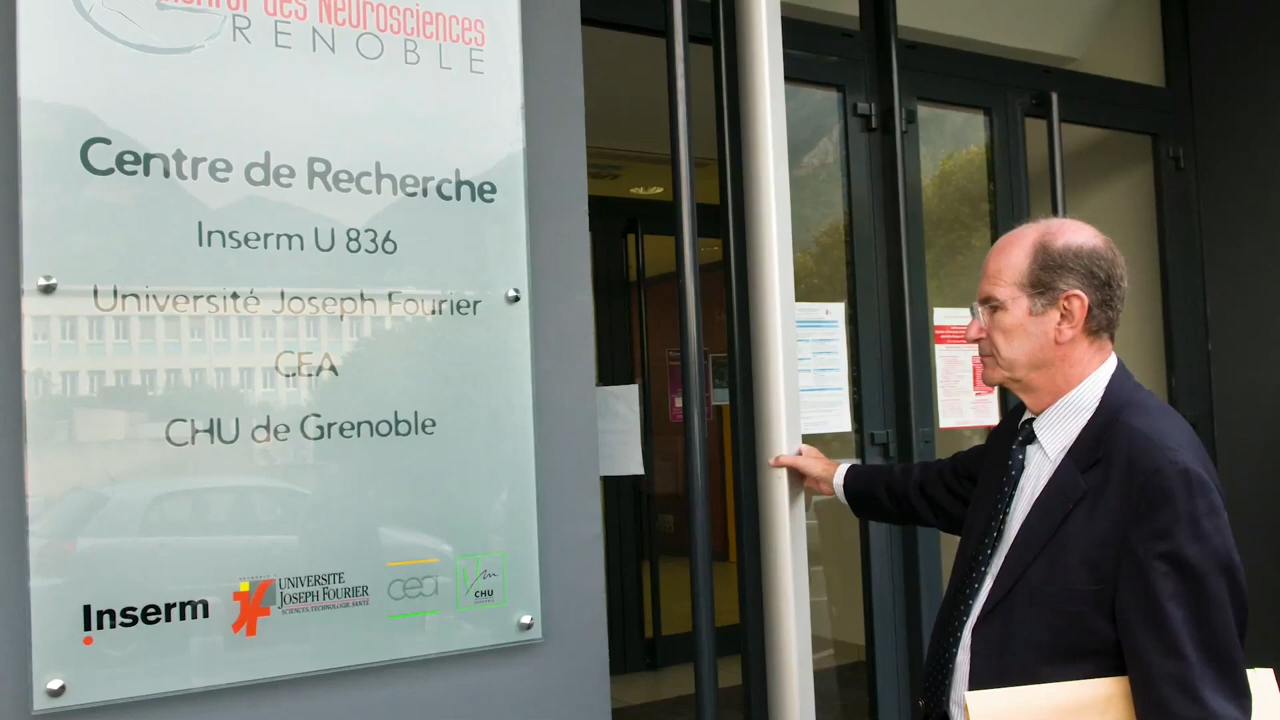 des Neurosciences
RENOBLE
Centre de Recherche
Inserm U 836
Université Joseph Fourier
CEA
CHU de Grenoble
Inserm
UNIVERSITE
JOSEPH FOURIER
SCIENCES. TECHNOLOGIE. SANTÉ
cea
CHU